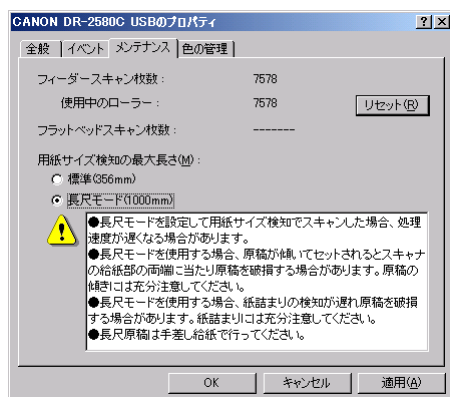 CANON DR-2580C USBのプロパティ
全般 イベント メンテナンス 色の管理
フィーダースキャン枚数： 7578
使用中のローラー： 7578 リセット(R)
フラットベッドスキャン枚数： -------
用紙サイズ検知の最大長さ(M)：
標準(356mm)
長尺モード(1000mm)
●長尺モードを設定して用紙サイズ検知でスキャンした場合、処理
速度が遅くなる場合があります。
●長尺モードを使用する場合、原稿が傾いてセットされるとスキャナ
の給紙部の両端に当たり原稿を破損する場合があります。原稿の
傾きには充分注意してください。
●長尺モードを使用する場合、紙詰まりの検知が遅れ原稿を破損
する場合があります。紙詰まりには充分注意してください。
●長尺原稿は手差し給紙で行ってください。
OK キャンセル 適用(A)